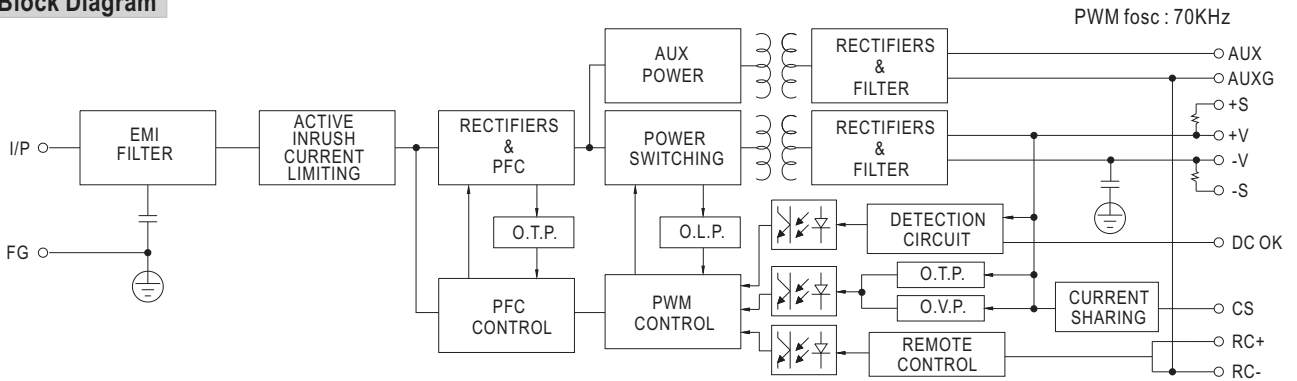 Block Diagram
PWM fosc : 70KHz
I/P
FG
EMI
FILTER
ACTIVE
INRUSH
CURRENT
LIMITING
RECTIFIERS
&
PFC
O.T.P.
PFC
CONTROL
AUX
POWER
POWER
SWITCHING
O.L.P.
PWM
CONTROL
RECTIFIERS
&
FILTER
RECTIFIERS
&
FILTER
DETECTION
CIRCUIT
O.T.P.
O.V.P.
REMOTE
CONTROL
CURRENT
SHARING
AUX
AUXG
+S
+V
-V
-S
DC OK
CS
RC+
RC-